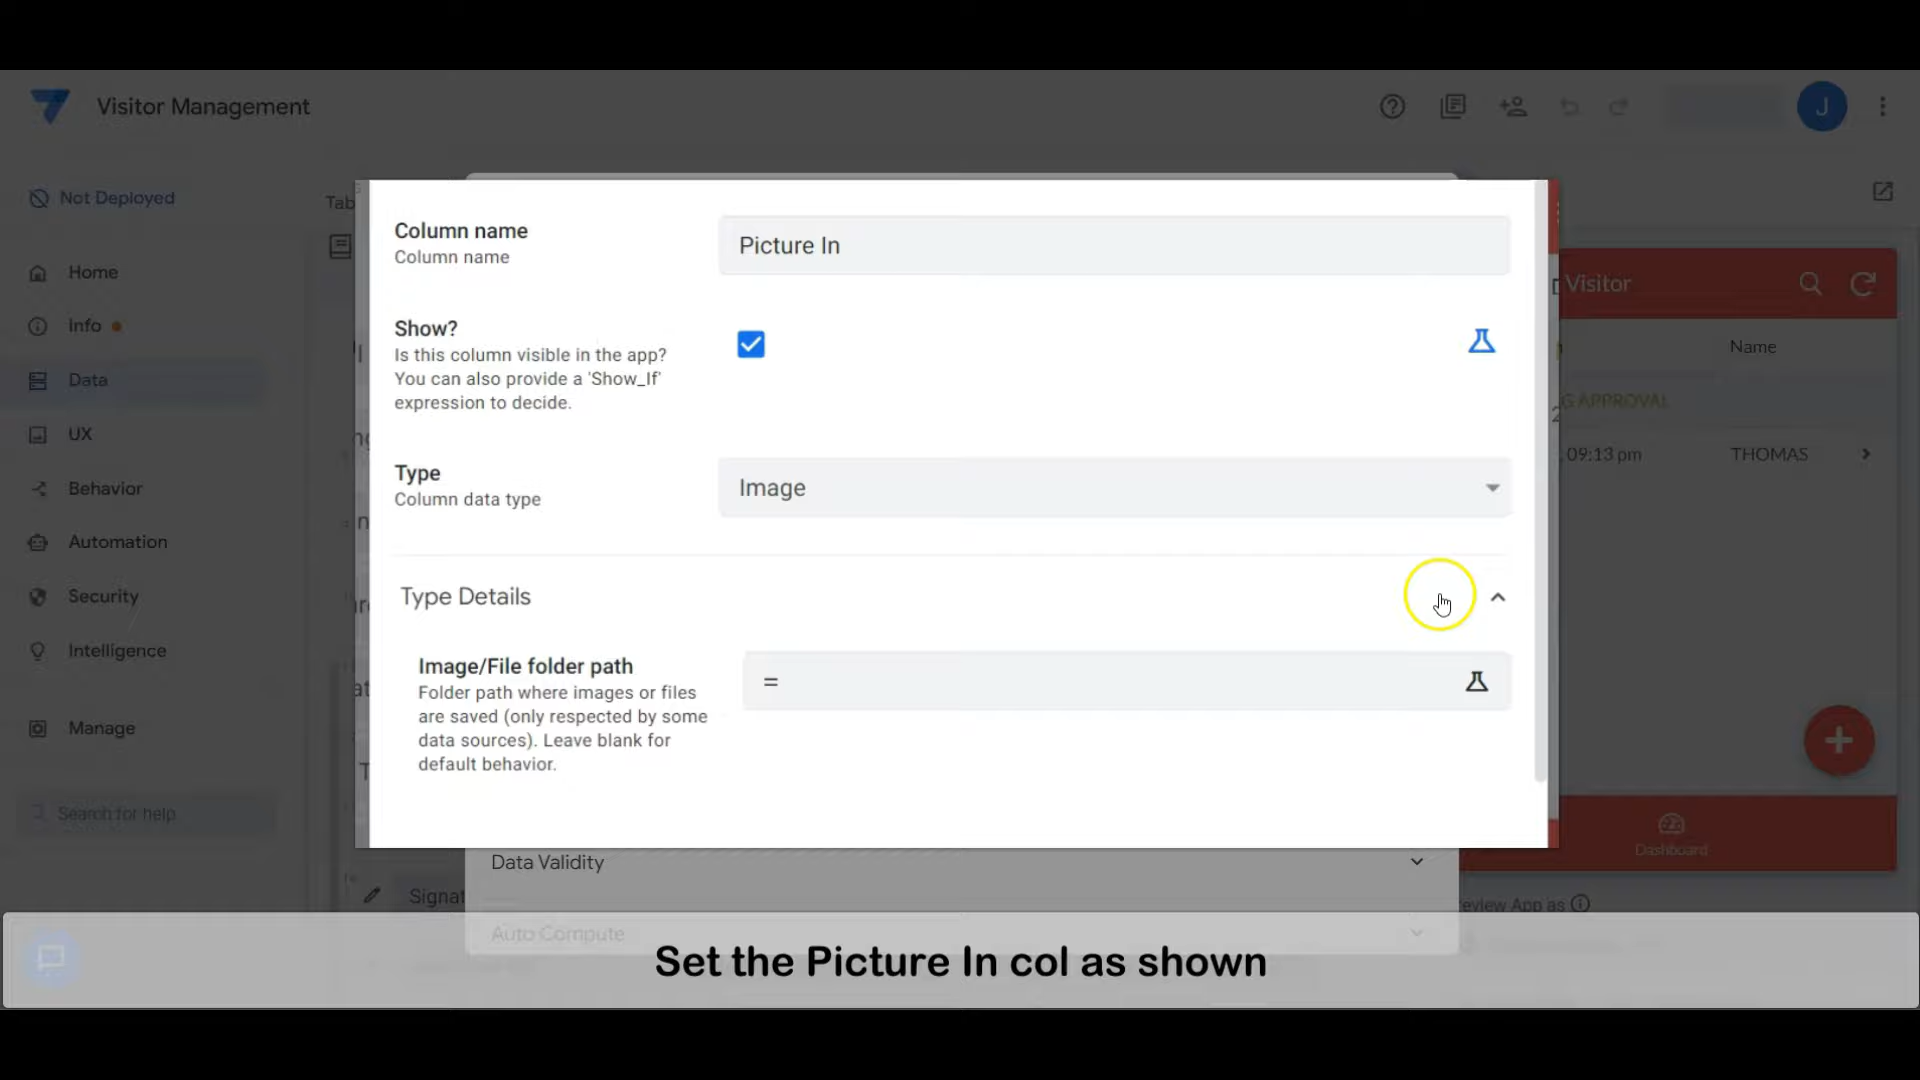 Visitor Management
J
Not Deployed
Tab
Home
Info
Data
UX
Behavior
Automation
Security
Intelligence
Manage
Search for help
Column name
Column name
Picture In
Show?
Is this column visible in the app?
You can also provide a 'Show_If'
expression to decide.
Type
Column data type
Image
Type Details
Image/File folder path
Folder path where images or files
are saved (only respected by some
data sources). Leave blank for
default behavior.
=
Data Validity
Signat
Auto Compute
Visitor
Name
G APPROVAL
09:13 pm
THOMAS
Dashboard
review App as
Set the Picture In col as shown